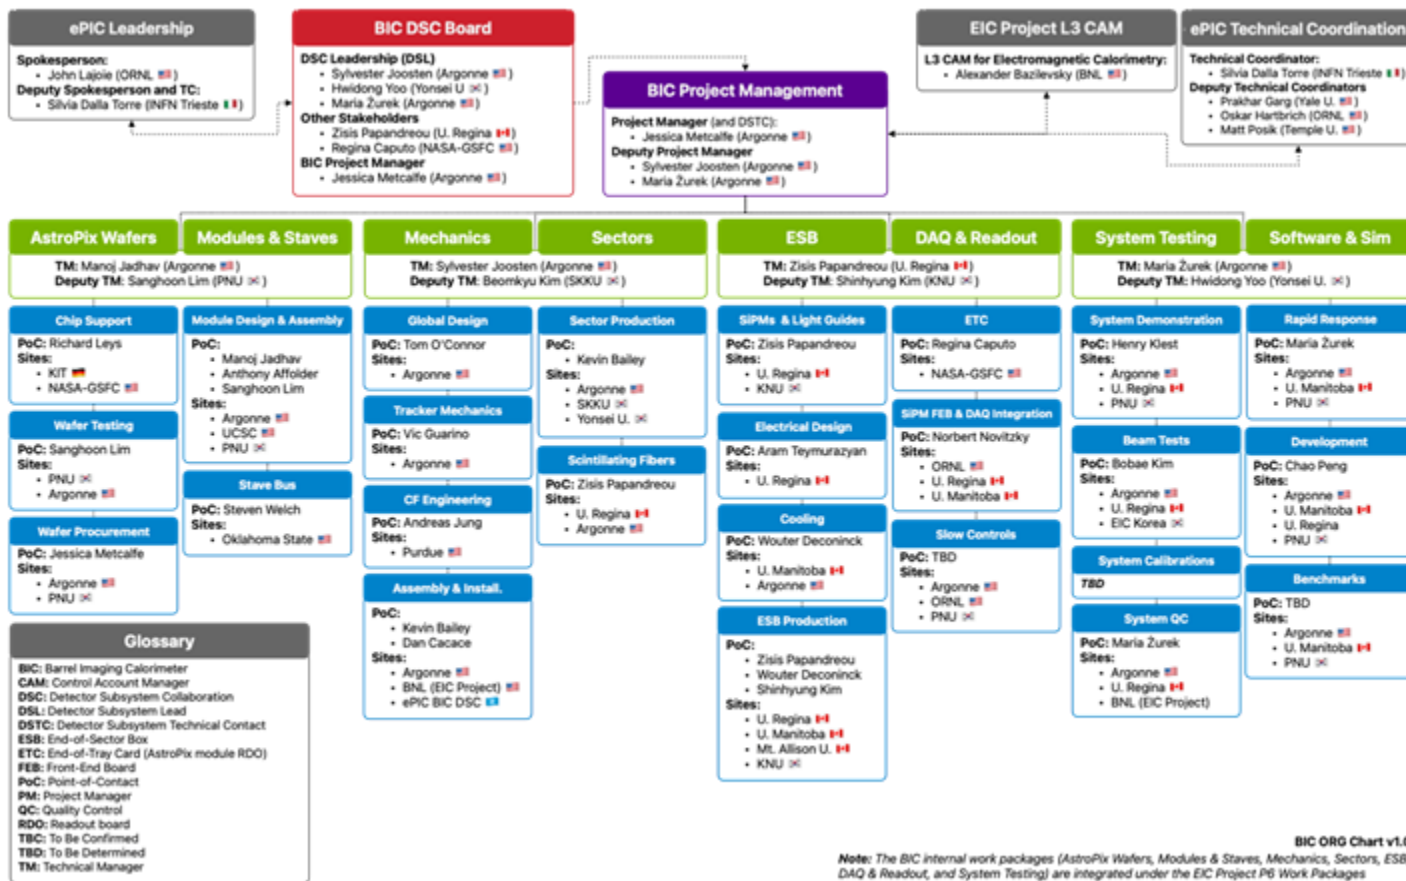 ePIC Leadership
Spokesperson:
• John Lajoie (ORNL)
Deputy Spokesperson and TC:
• Silvia Dalla Torre (INFN Trieste)
BIC DSC Board
DSC Leadership (DSL)
• Sylvester Joosten (Argonne)
• Hwidong Yoo (Yonsei U)
• Maria Żurek (Argonne)
Other Stakeholders
• Zisis Papandreou (U. Regina)
• Regina Caputo (NASA-GSFC)
BIC Project Manager
• Jessica Metcalfe (Argonne)
BIC Project Management
Project Manager (and DSTC):
• Jessica Metcalfe (Argonne)
Deputy Project Manager
• Sylvester Joosten (Argonne)
• Maria Żurek (Argonne)
EIC Project L3 CAM
L3 CAM for Electromagnetic Calorimetry:
• Alexander Bazilevsky (BNL)
ePIC Technical Coordination
Technical Coordinator:
• Silvia Dalla Torre (INFN Trieste)
Deputy Technical Coordinators
• Prakhar Garg (Yale U.)
• Oskar Hartbrich (ORNL)
• Matt Posik (Temple U.)
AstroPix Wafers
Modules & Staves
TM: Manoj Jadhav (Argonne)
Deputy TM: Sanghoon Lim (PNU)
Chip Support
PoC: Richard Leys
Sites:
• KIT
• NASA-GSFC
Wafer Testing
PoC: Sanghoon Lim
Sites:
• PNU
• Argonne
Wafer Procurement
PoC: Jessica Metcalfe
Sites:
• Argonne
• PNU
Module Design & Assembly
PoC:
• Manoj Jadhav
• Anthony Affolder
• Sanghoon Lim
Sites:
• Argonne
• UCSC
• PNU
Stave Bus
PoC: Steven Welch
Sites:
• Oklahoma State
Mechanics
Sectors
TM: Sylvester Joosten (Argonne)
Deputy TM: Beomkyu Kim (SKKU)
Global Design
PoC: Tom O'Connor
Sites:
• Argonne
Tracker Mechanics
PoC: Vic Guarino
• Argonne
CF Engineering
PoC: Andreas Jung
• Purdue
Assembly & Install.
PoC:
• Kevin Bailey
• Dan Cacace
Sites:
• Argonne
• BNL (EIC Project)
• ePIC BIC DSC
Sector Production
PoC:
• Kevin Bailey
Sites:
• Argonne
• SKKU
• Yonsei U.
Scintillating Fibers
PoC: Zisis Papandreou
Sites:
• U. Regina
• Argonne
ESB
DAQ & Readout
TM: Zisis Papandreou (U. Regina)
Deputy TM: Shinhyung Kim (KNU)
SiPMs & Light Guides
PoC: Zisis Papandreou
Sites:
• U. Regina
• KNU
Electrical Design
PoC: Aram Teymurazyan
Sites:
• U. Regina
Cooling
PoC: Wouter Deconinck
Sites:
• U. Manitoba
• Argonne
ESB Production
PoC:
• Zisis Papandreou
• Wouter Deconinck
• Shinhyung Kim
Sites:
• U. Regina
• U. Manitoba
• Mt. Allison U.
• KNU
ETC
PoC: Regina Caputo
• NASA-GSFC
SiPM FEB & DAQ Integration
PoC: Norbert Novitzky
Sites:
• ORNL
• U. Regina
• U. Manitoba
Slow Controls
PoC: TBD
Sites:
• Argonne
• ORNL
• PNU
System Testing
Software & Sim
TM: Maria Żurek (Argonne)
Deputy TM: Hwidong Yoo (Yonsei U.)
System Demonstration
PoC: Henry Klest
Sites:
• Argonne
• U. Regina
• PNU
Beam Tests
PoC: Bobae Kim
Sites:
• Argonne
• U. Regina
• EIC Korea
System Calibrations
TBD
System QC
PoC: Maria Żurek
Sites:
• Argonne
• U. Regina
• BNL (EIC Project)
Rapid Response
PoC: Maria Żurek
Sites:
• Argonne
• U. Manitoba
• PNU
Development
PoC: Chao Peng
Sites:
• Argonne
• U. Manitoba
• U. Regina
• PNU
Benchmarks
PoC: TBD
Sites:
• Argonne
• U. Manitoba
• PNU
Glossary
BIC: Barrel Imaging Calorimeter
CAM: Control Account Manager
DSC: Detector Subsystem Collaboration
DSL: Detector Subsystem Lead
DSTC: Detector Subsystem Technical Contact
ESB: End-of-Sector Box
ETC: End-of-Tray Card (AstroPix module RDO)
FEB: Front-End Board
PoC: Point-of-Contact
PM: Project Manager
QC: Quality Control
RDO: Readout board
TBC: To Be Confirmed
TBD: To Be Determined
TM: Technical Manager
BIC ORG Chart v1.0
Note: The BIC internal work packages (AstroPix Wafers, Modules & Staves, Mechanics, Sectors, ESB
DAQ & Readout, and System Testing) are integrated under the EIC Project P6 Work Packages